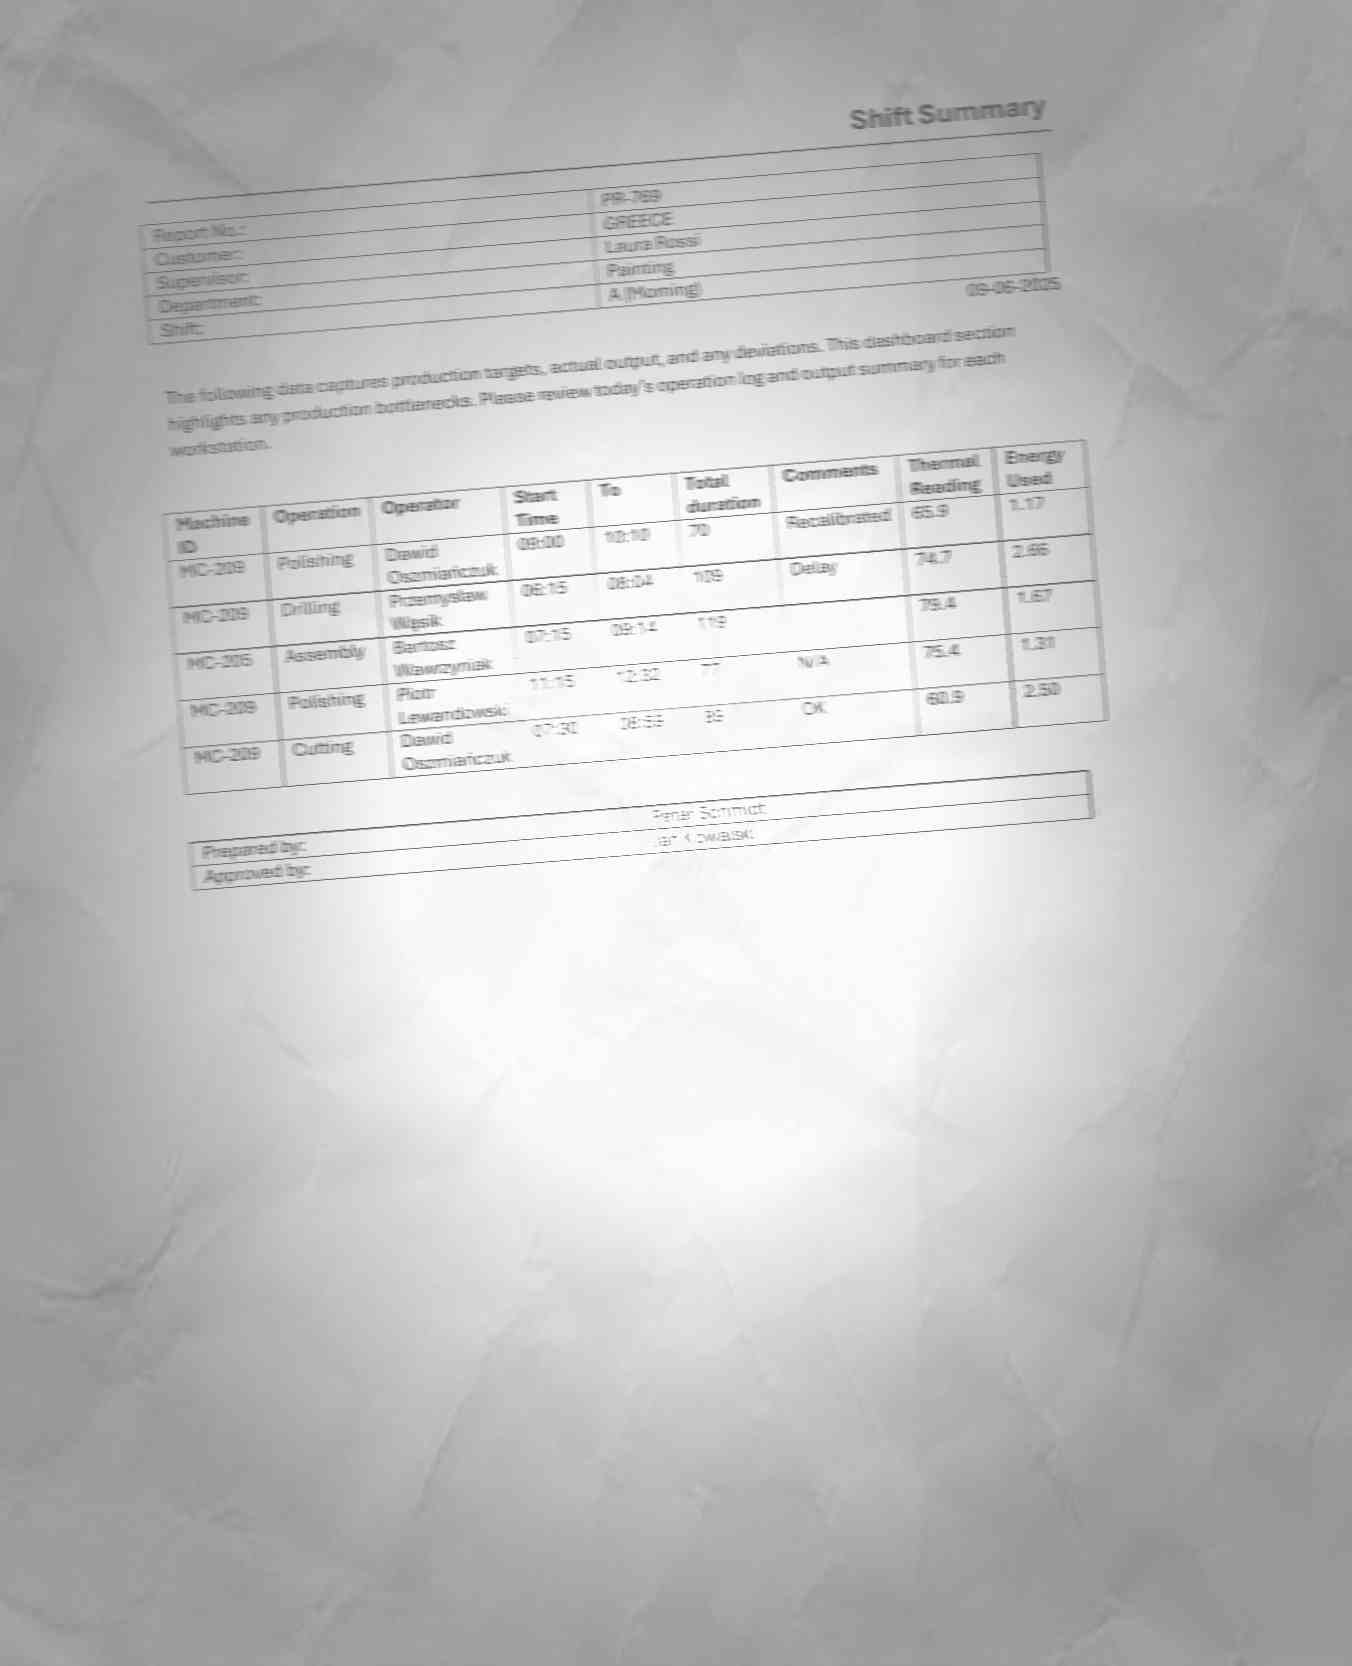 Shift Summary
Report No.: PR-769
Customer: GREECE
Supervisor: Laura Rossi
Department: Painting
Shift: A (Morning)
09-06-2025
The following data captures production targets, actual output, and any deviations. This dashboard section
highlights any production bottlenecks. Please review today's operation log and output summary for each
workstation.
Machine ID Operation Operator Start Time To Total duration Comments Thermal Reading Energy Used
MC-209 Polishing Dawid Oszmiańczuk 09:00 10:10 70 Recalibrated 65.9 1.17
MC-209 Drilling Przemysław Wąsik 06:15 08:04 109 Delay 74.7 2.66
MC-205 Assembly Bartosz Wawrzyniak 07:15 09:14 119 79.4 1.67
MC-209 Polishing Piotr Lewandowski 11:15 12:32 77 N/A 75.4 1.31
MC-209 Cutting Dawid Oszmiańczuk 07:30 OK 60.9 2.50
Prepared by: Peter Schmidt
Approved by: Jan Kowalski